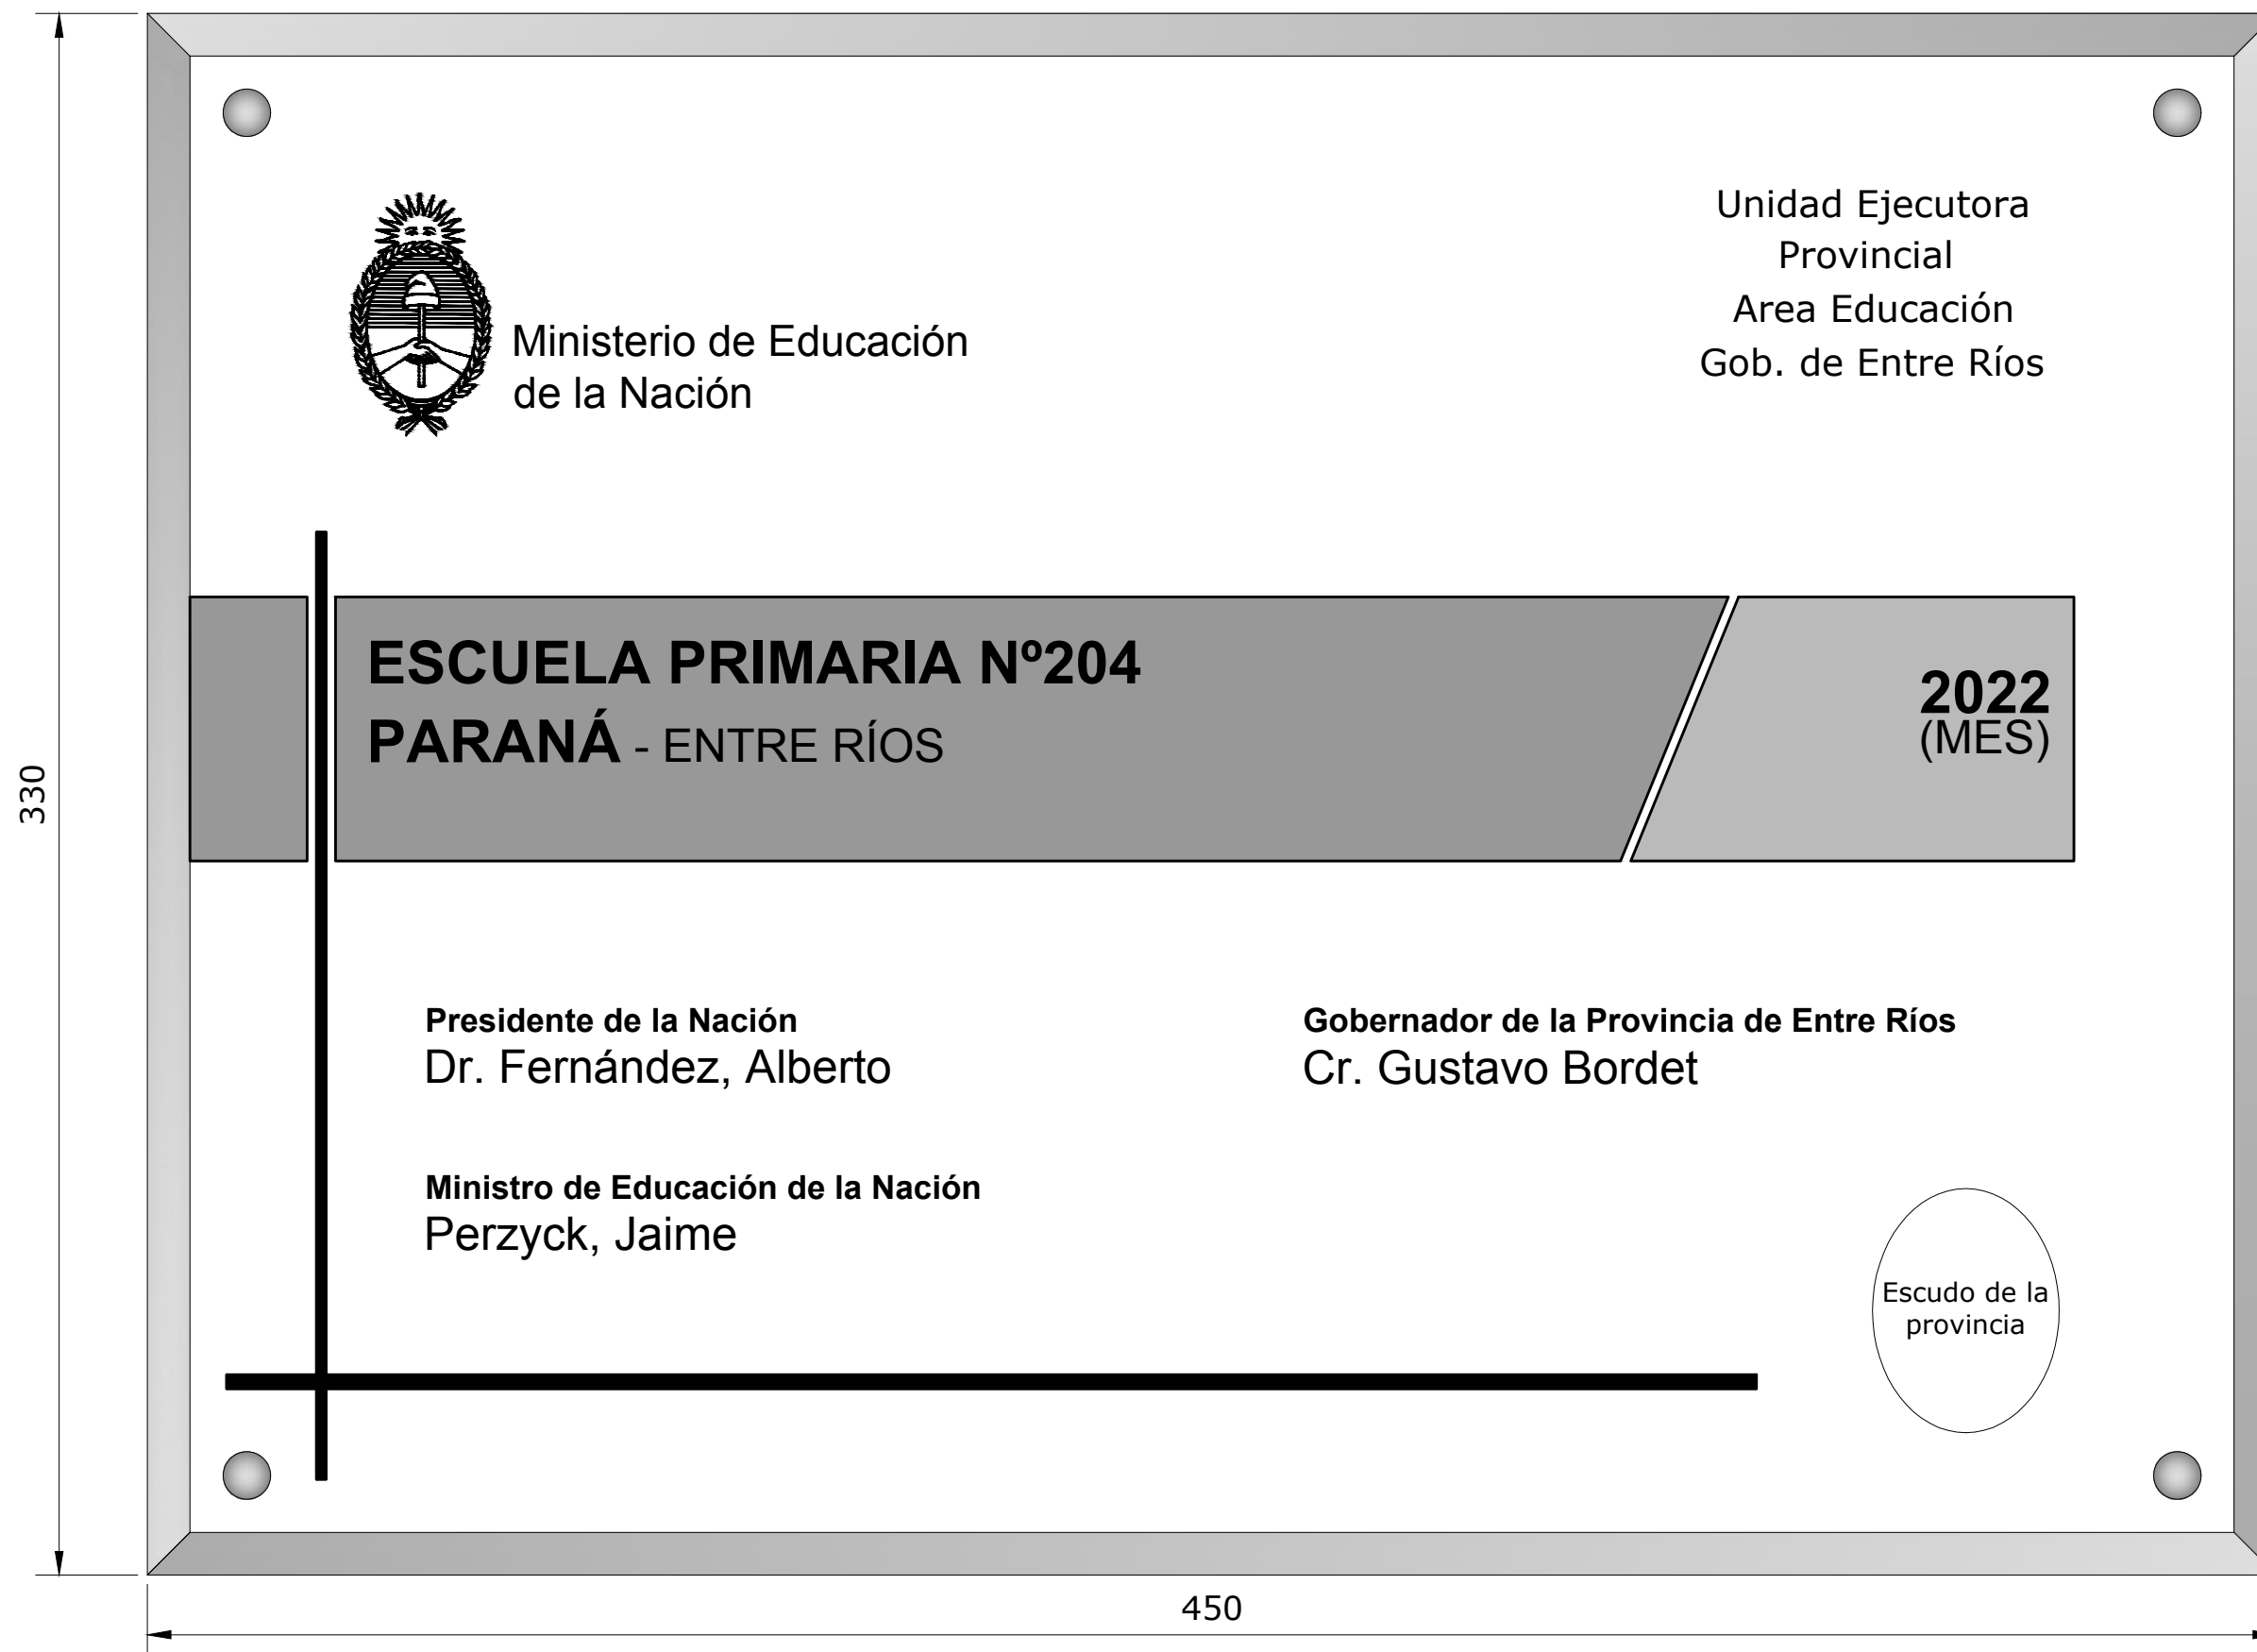 Ministerio de Educación
de la Nación
Unidad Ejecutora
Provincial
Area Educación
Gob. de Entre Ríos
ESCUELA PRIMARIA Nº204
PARANÁ - ENTRE RÍOS
2022
(MES)
330
Presidente de la Nación
Dr. Fernández, Alberto
Gobernador de la Provincia de Entre Ríos
Cr. Gustavo Bordet
Ministro de Educación de la Nación
Perzyck, Jaime
Escudo de la
provincia
450